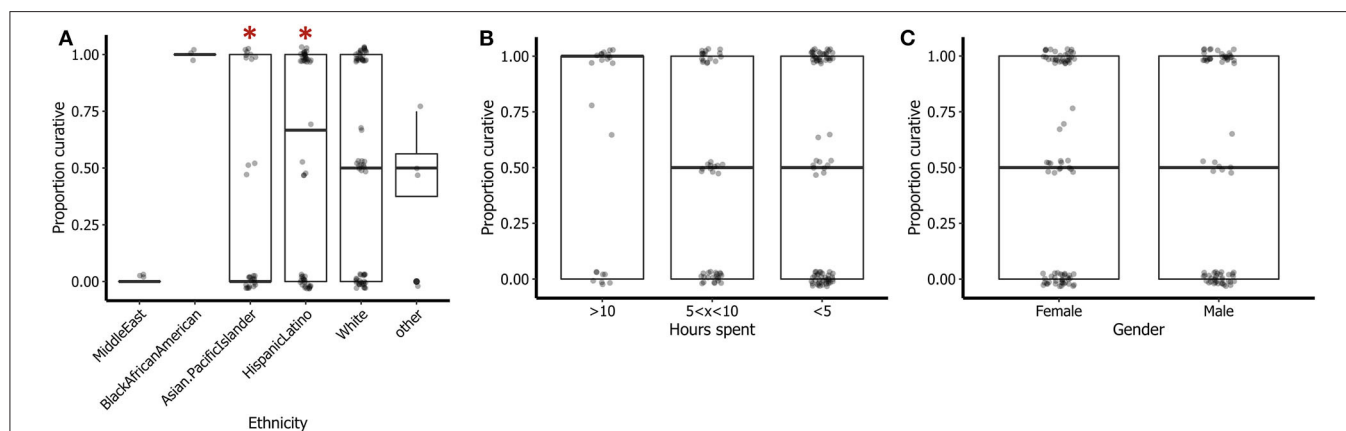 A
Proportion curative
1.00
0.75
0.50
0.25
0.00
*
*
MiddleEast
BlackAfricanAmerican
Asian.PacificIslander
HispanicLatino
White
other
Ethnicity
B
Proportion curative
1.00
0.75
0.50
0.25
0.00
>10
5<x<10
<5
Hours spent
C
Proportion curative
1.00
0.75
0.50
0.25
0.00
Female
Male
Gender